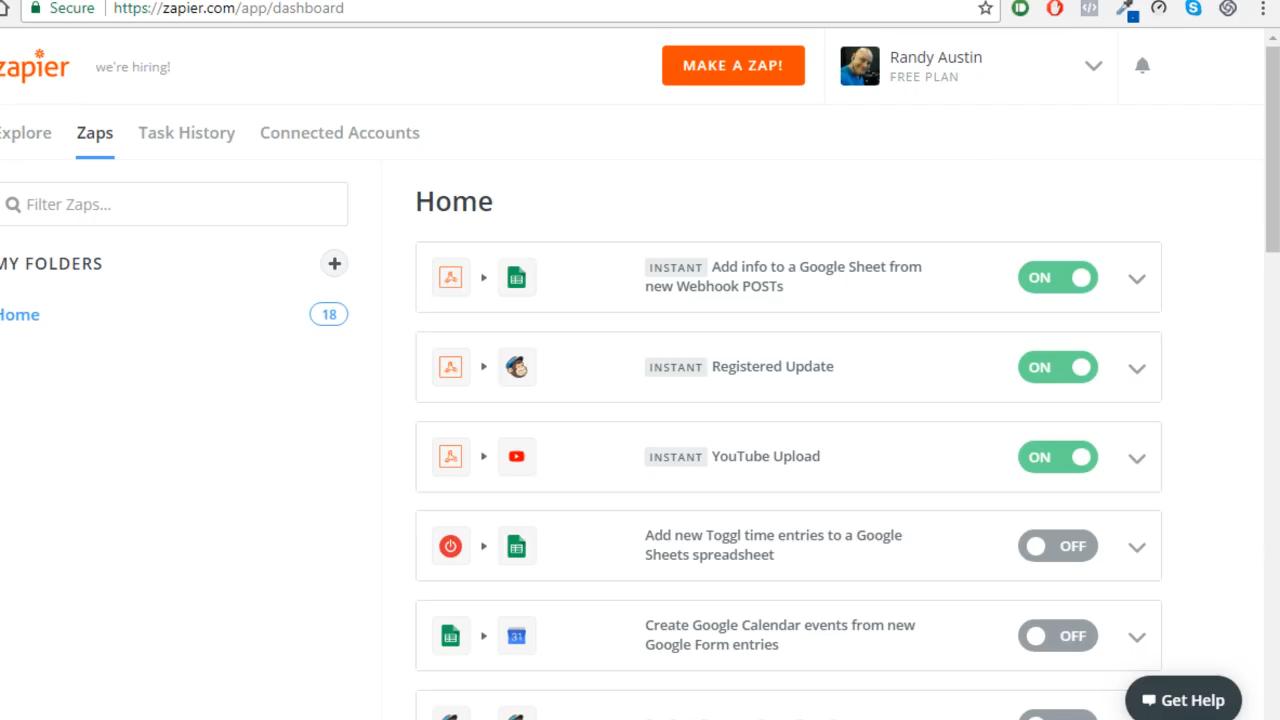 Secure https://zapier.com/app/dashboard
zapier we're hiring! MAKE A ZAP! Randy Austin
FREE PLAN
Explore Zaps Task History Connected Accounts
Filter Zaps...
MY FOLDERS +
Home 18
Home
INSTANT Add info to a Google Sheet from
new Webhook POSTs
ON
INSTANT Registered Update
ON
INSTANT YouTube Upload
ON
Add new Toggl time entries to a Google
Sheets spreadsheet
OFF
31
Create Google Calendar events from new
Google Form entries
OFF
Get Help